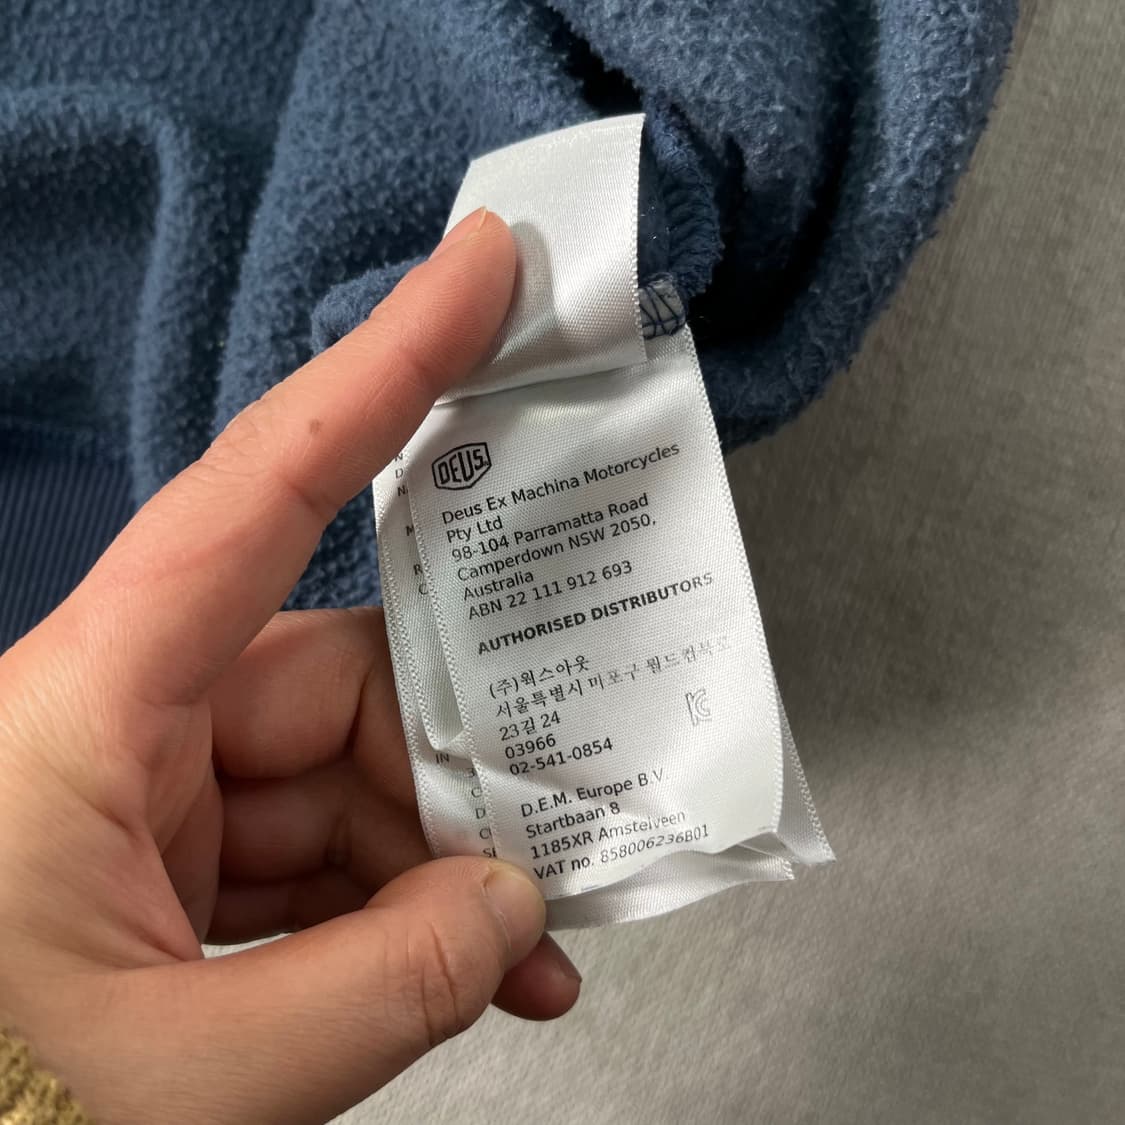 DEUS
Deus Ex Machina Motorcycles
Pty Ltd
98-104 Parramatta Road
Camperdown NSW 2050,
Australia
ABN 22 111 912 693
AUTHORISED DISTRIBUTORS
(주)웍스아웃
서울특별시 마포구 월드컵북로
23길 24
03966
02-541-0854
D.E.M. Europe B.V.
Startbaan 8
1185XR Amstelveen
VAT no. 858006236B01